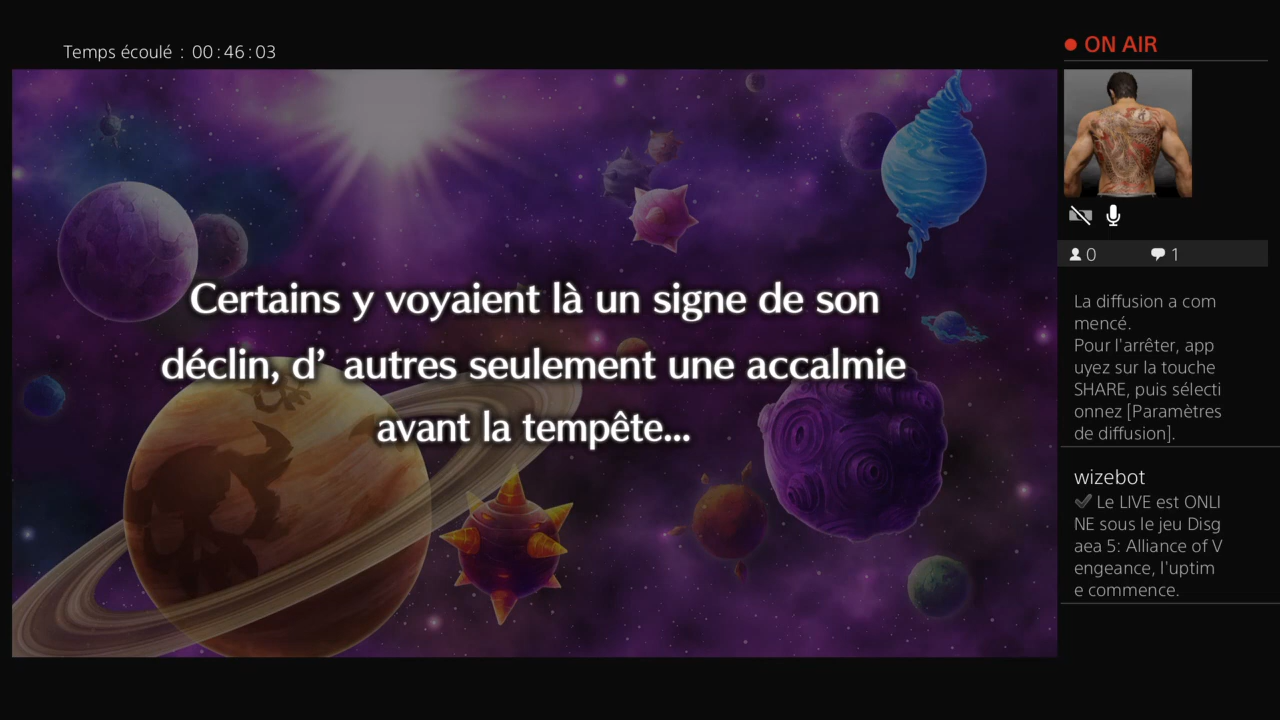 Temps écoulé : 00:46:03
ON AIR
0
1
Certains y voyaient là un signe de son
déclin, d’ autres seulement une accalmie
avant la tempête...
La diffusion a com
mencé.
Pour l'arrêter, app
uyez sur la touche
SHARE, puis sélecti
onnez [Paramètres
de diffusion].
wizebot
✓ Le LIVE est ONLI
NE sous le jeu Disg
aea 5: Alliance of V
engeance, l'uptim
e commence.